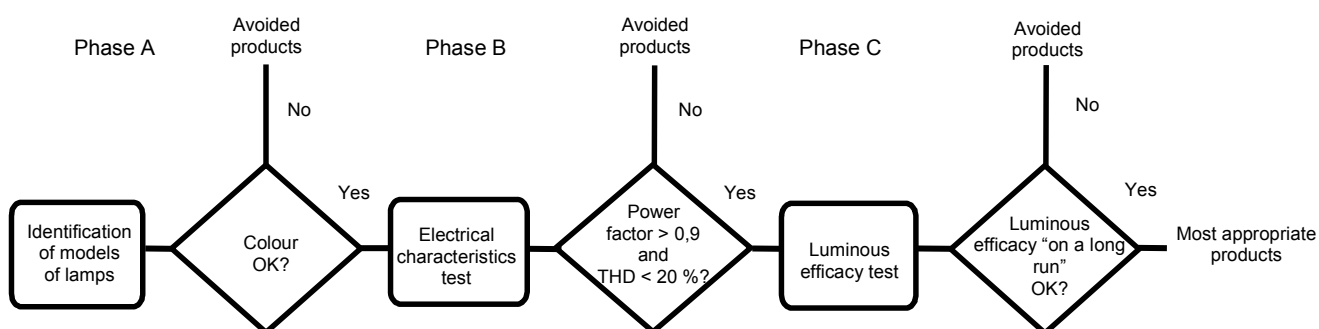 Phase A
Avoided
products
No
Yes
Identification
of models
of lamps
Colour
OK?
Phase B
Avoided
products
No
Yes
Electrical
characteristics
test
Power
factor > 0,9
and
THD < 20 %?
Phase C
Avoided
products
No
Yes
Luminous
efficacy test
Luminous
efficacy “on a long
run”
OK?
Most appropriate
products